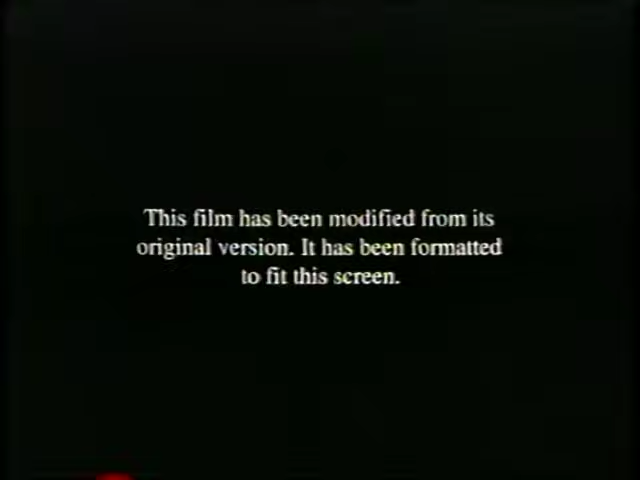 This film has been modified from its
original version. It has been formatted
to fit this screen.